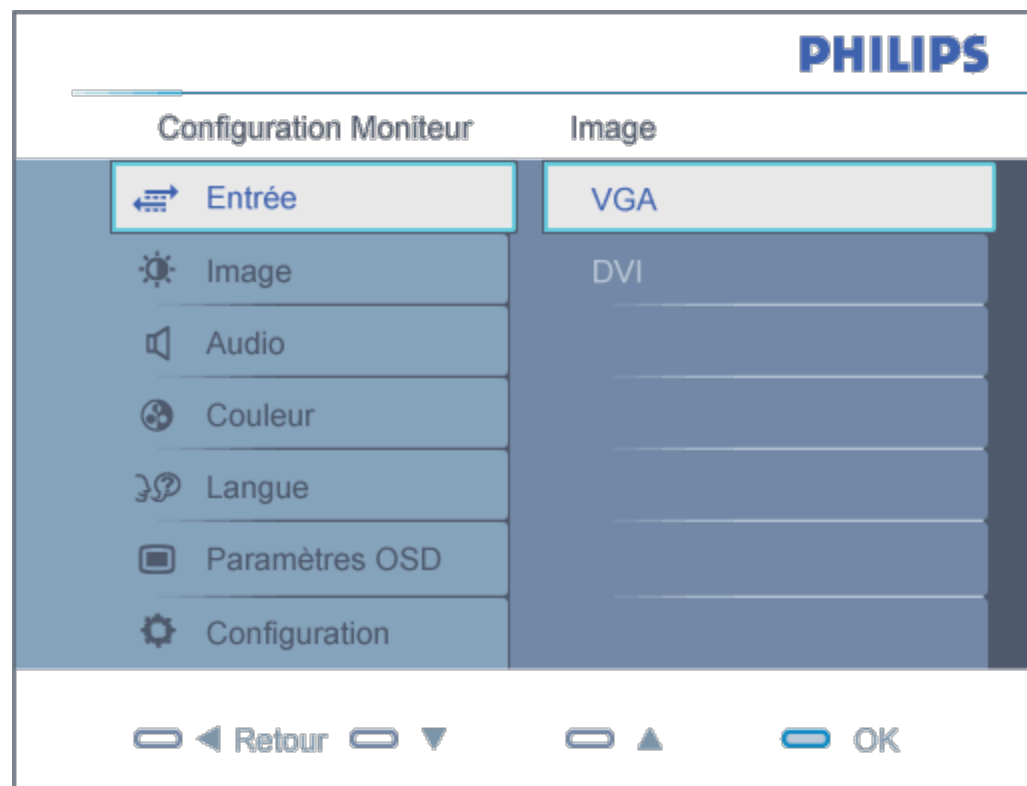 PHILIPS
Configuration Moniteur Image
Entrée VGA
Image DVI
Audio
Couleur
Langue
Paramètres OSD
Configuration
Retour OK